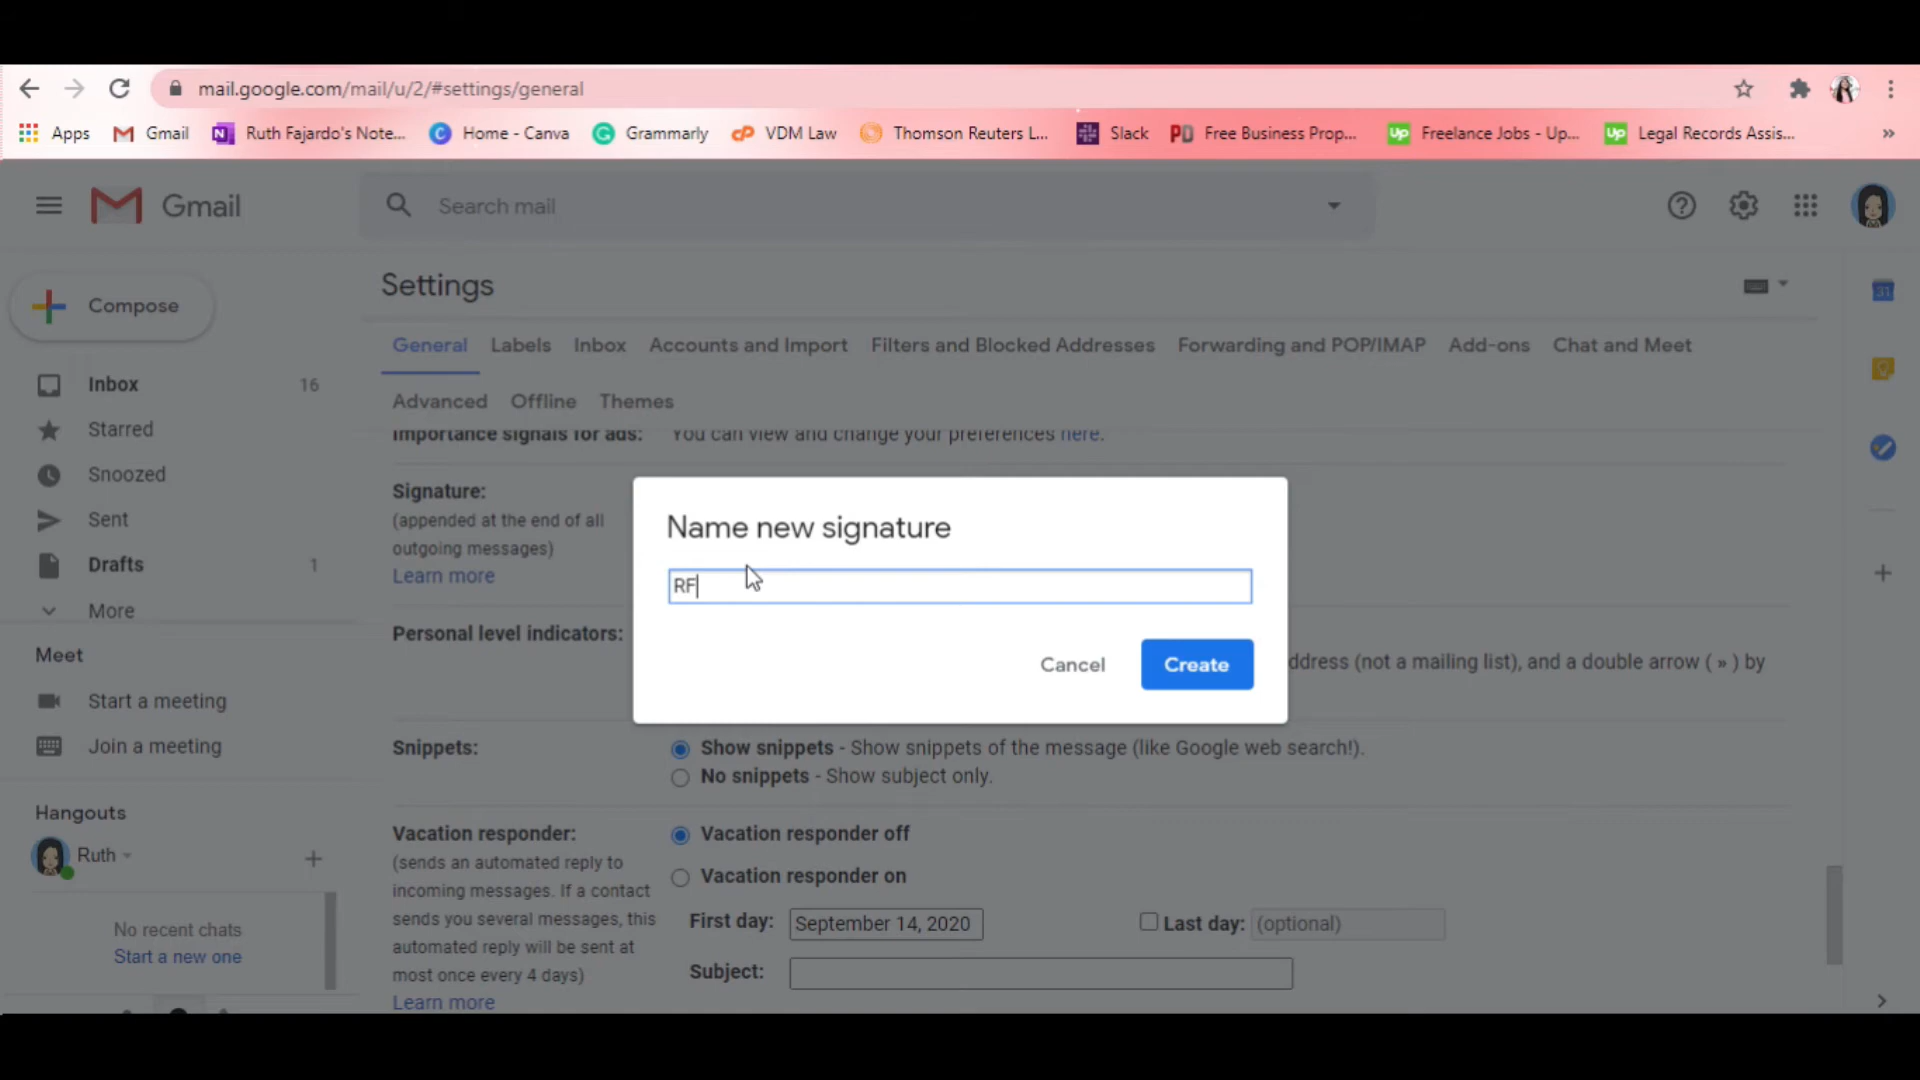 mail.google.com/mail/u/2/#settings/general
Apps Gmail Ruth Fajardo's Note... Home - Canva Grammarly VDM Law Thomson Reuters L... Slack Free Business Prop... Freelance Jobs - Up... Legal Records Assis... »
Gmail
Search mail
Compose
Inbox 16
Starred
Snoozed
Sent
Drafts 1
More
Meet
Start a meeting
Join a meeting
Hangouts
Ruth
No recent chats
Start a new one
Settings
General Labels Inbox Accounts and Import Filters and Blocked Addresses Forwarding and POP/IMAP Add-ons Chat and Meet
Advanced Offline Themes
Importance signals for ads: You can view and change your preferences here.
Signature:
(appended at the end of all
outgoing messages)
Learn more
Name new signature
RF
Cancel Create
Personal level indicators:
ddress (not a mailing list), and a double arrow ( » ) by
Snippets: Show snippets - Show snippets of the message (like Google web search!).
No snippets - Show subject only.
Vacation responder: Vacation responder off
(sends an automated reply to
incoming messages. If a contact
sends you several messages, this
automated reply will be sent at
most once every 4 days)
Learn more
Vacation responder on
First day: September 14, 2020 Last day: (optional)
Subject:
31